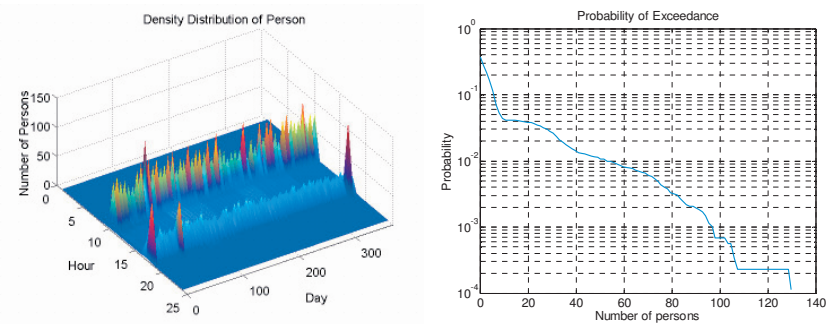 Density Distribution of Person
Number of Persons
150
100
50
0
0
5
10
15
20
25
Hour
0
100
200
300
Day
Probability of Exceedance
Probability
10^0
10^-1
10^-2
10^-3
10^-4
0 20 40 60 80 100 120 140
Number of persons